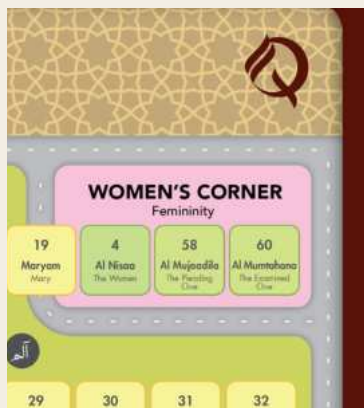 WOMEN'S CORNER
Femininity
19 4 58 60
Maryam Al Nisaa Al Mujaadila Al Mumtahana
Mary The Women The Pleading The Examined
One One
الم
29 30 31 32